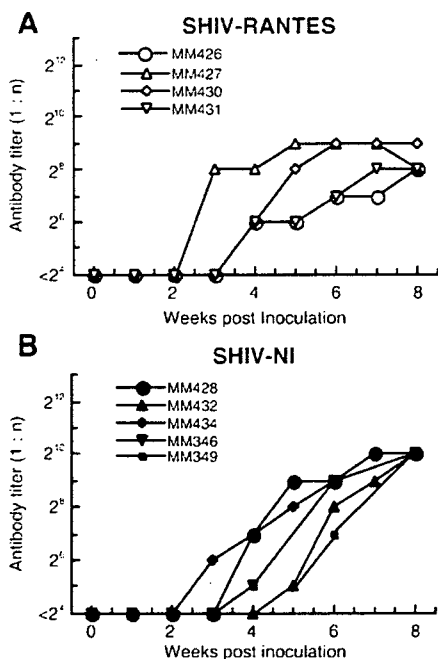 A
SHIV-RANTES
MM426
MM427
MM430
MM431
Antibody titer (1 : n)
2¹²
2¹⁰
2⁸
2⁶
<2⁴
0 2 4 6 8
Weeks post Inoculation
B
SHIV-NI
MM428
MM432
MM434
MM346
MM349
Antibody titer (1 : n)
2¹²
2¹⁰
2⁸
2⁶
<2⁴
0 2 4 6 8
Weeks post Inoculation